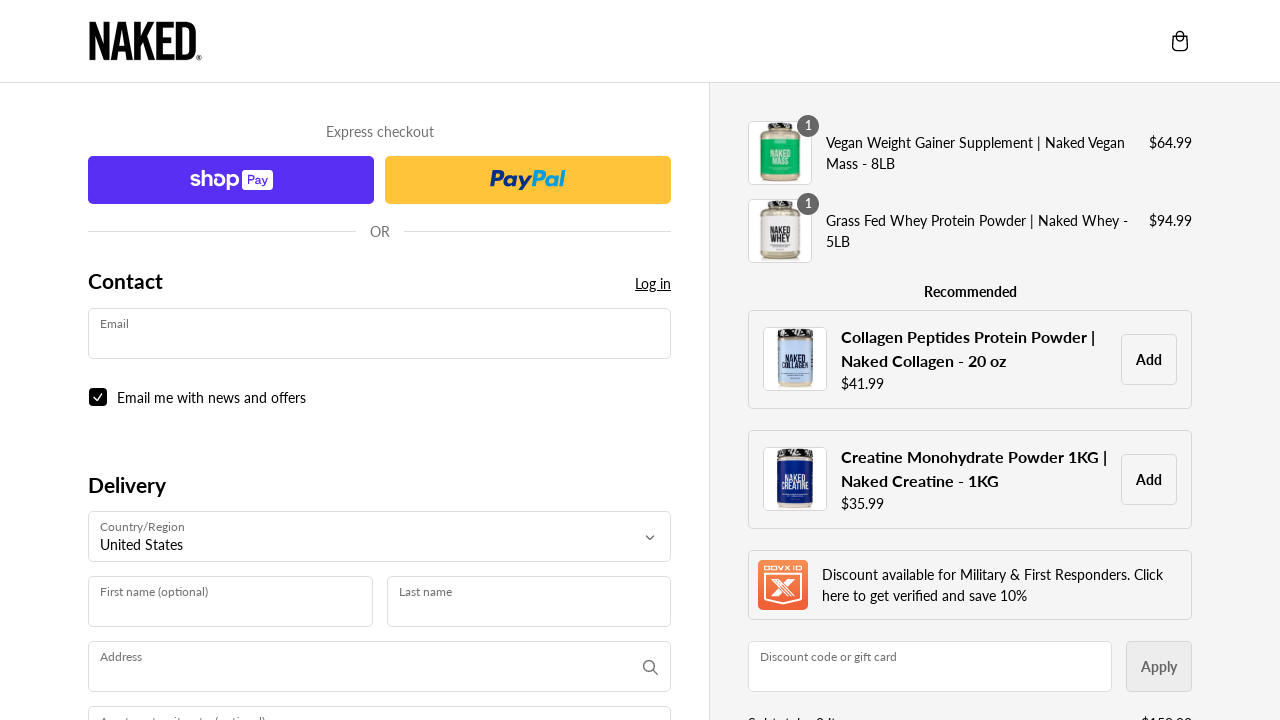 NAKED®
Express checkout
shop Pay
PayPal
OR
Contact
Log in
Email
Email me with news and offers
Delivery
Country/Region
United States
First name (optional)
Last name
Address
1
NAKED
MASS
Vegan Weight Gainer Supplement | Naked Vegan
Mass - 8LB
$64.99
1
NAKED
WHEY
Grass Fed Whey Protein Powder | Naked Whey -
5LB
$94.99
Recommended
NAKED
COLLAGEN
Collagen Peptides Protein Powder |
Naked Collagen - 20 oz
$41.99
Add
NAKED
CREATINE
Creatine Monohydrate Powder 1KG |
Naked Creatine - 1KG
$35.99
Add
GOVX ID
Discount available for Military & First Responders. Click
here to get verified and save 10%
Discount code or gift card
Apply